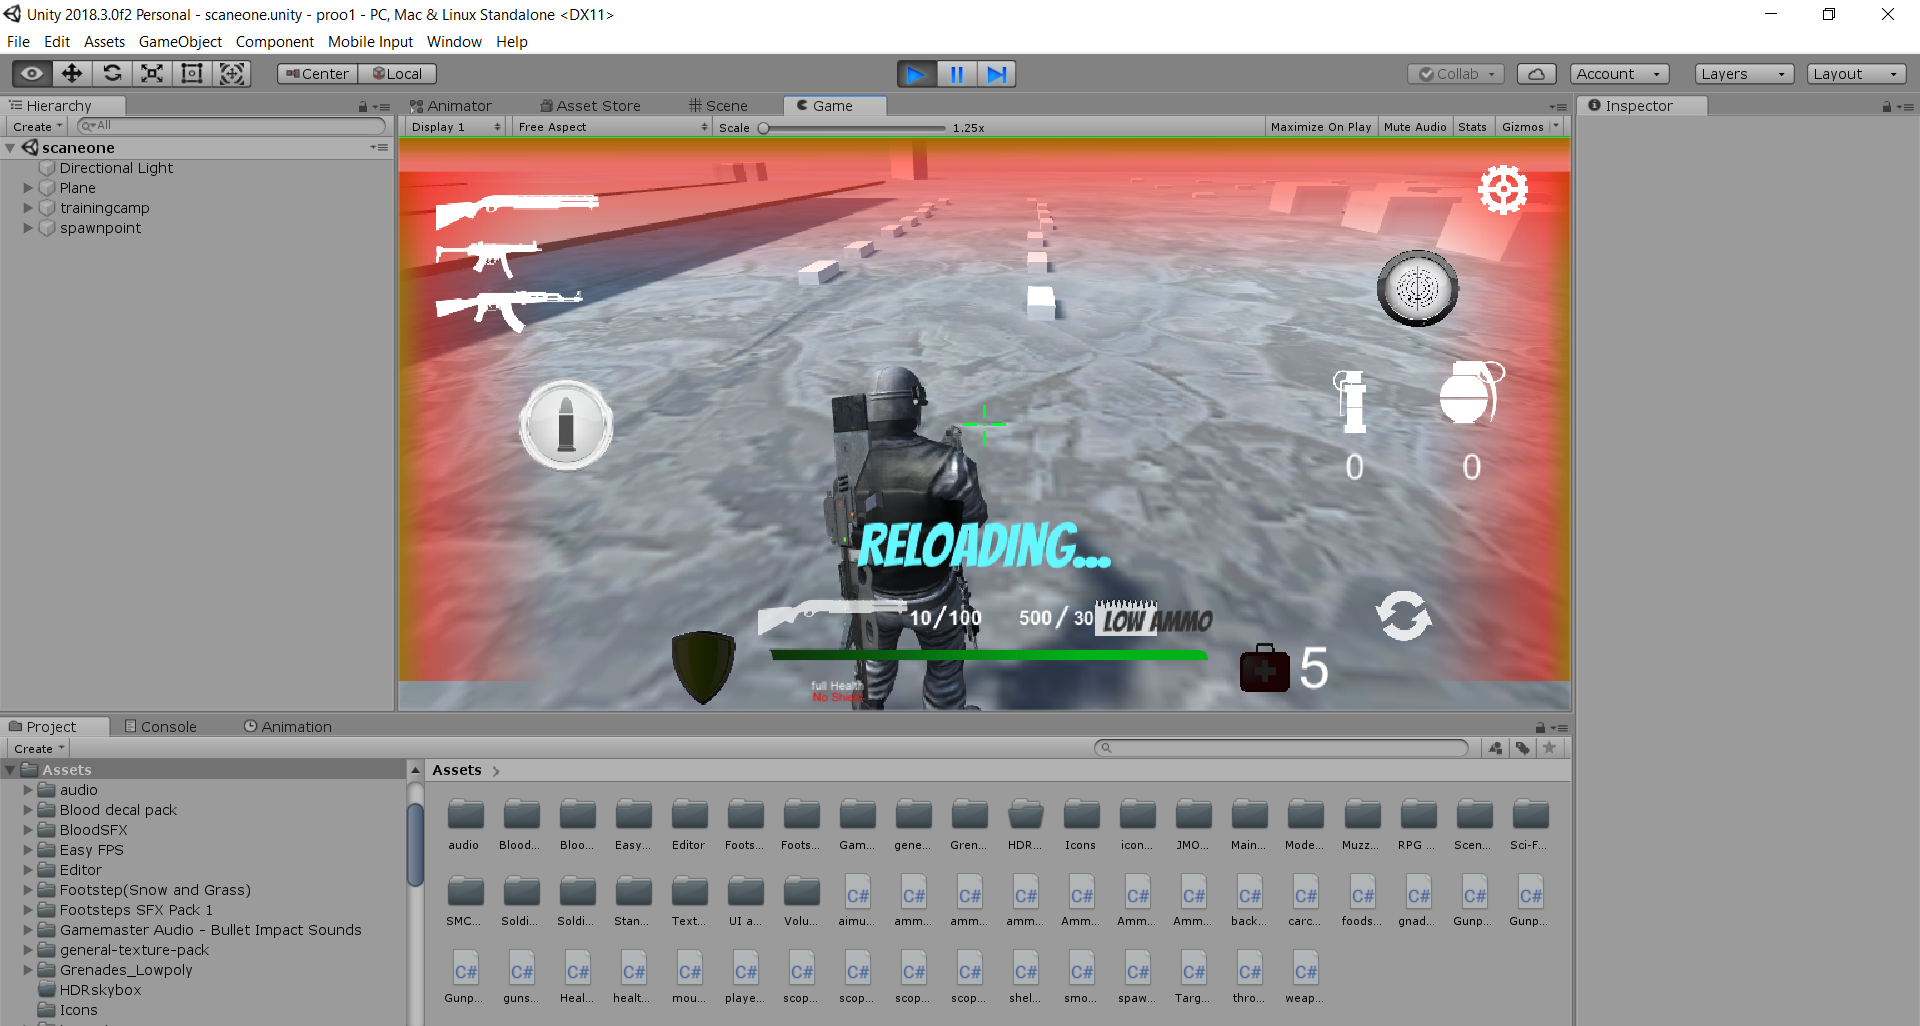 Unity 2018.3.0f2 Personal - scaneone.unity - proo1 - PC, Mac & Linux Standalone <DX11>
File Edit Assets GameObject Component Mobile Input Window Help
Center Local Collab Account Layers Layout
Hierarchy Animator Asset Store Scene Game Inspector
Create All Display 1 Free Aspect Scale 1.25x Maximize On Play Mute Audio Stats Gizmos
scaneone
Directional Light
Plane
trainingcamp
spawnpoint
0 0
RELOADING...
10/100 500/30 LOW AMMO
5
full Health
No Shield
Project Console Animation
Create
Assets
audio
Blood decal pack
BloodSFX
Easy FPS
Editor
Footstep(Snow and Grass)
Footsteps SFX Pack 1
Gamemaster Audio - Bullet Impact Sounds
general-texture-pack
Grenades_Lowpoly
HDRskybox
Icons
Assets
audio Blood... Bloo... Easy... Editor Foots... Foots... Gam... gene... Gren... HDR... Icons icon... JMO... Main... Mode... Muzz... RPG ... Scen... Sci-F...
C# C# C# C# C# C# C# C# C# C# C# C# C#
SMC... Soldi... Soldi... Stan... Text... UI a... Volu... aimu... amm... amm... amm... Amm... Amm... Amm... back... carc... foods... gnad... Gunp... Gunp...
C# C# C# C# C# C# C# C# C# C# C# C# C# C# C# C#
Gunp... guns... Heal... healt... mou... playe... scop... scop... scop... scop... shel... smo... spaw... Targ... thro... weap...